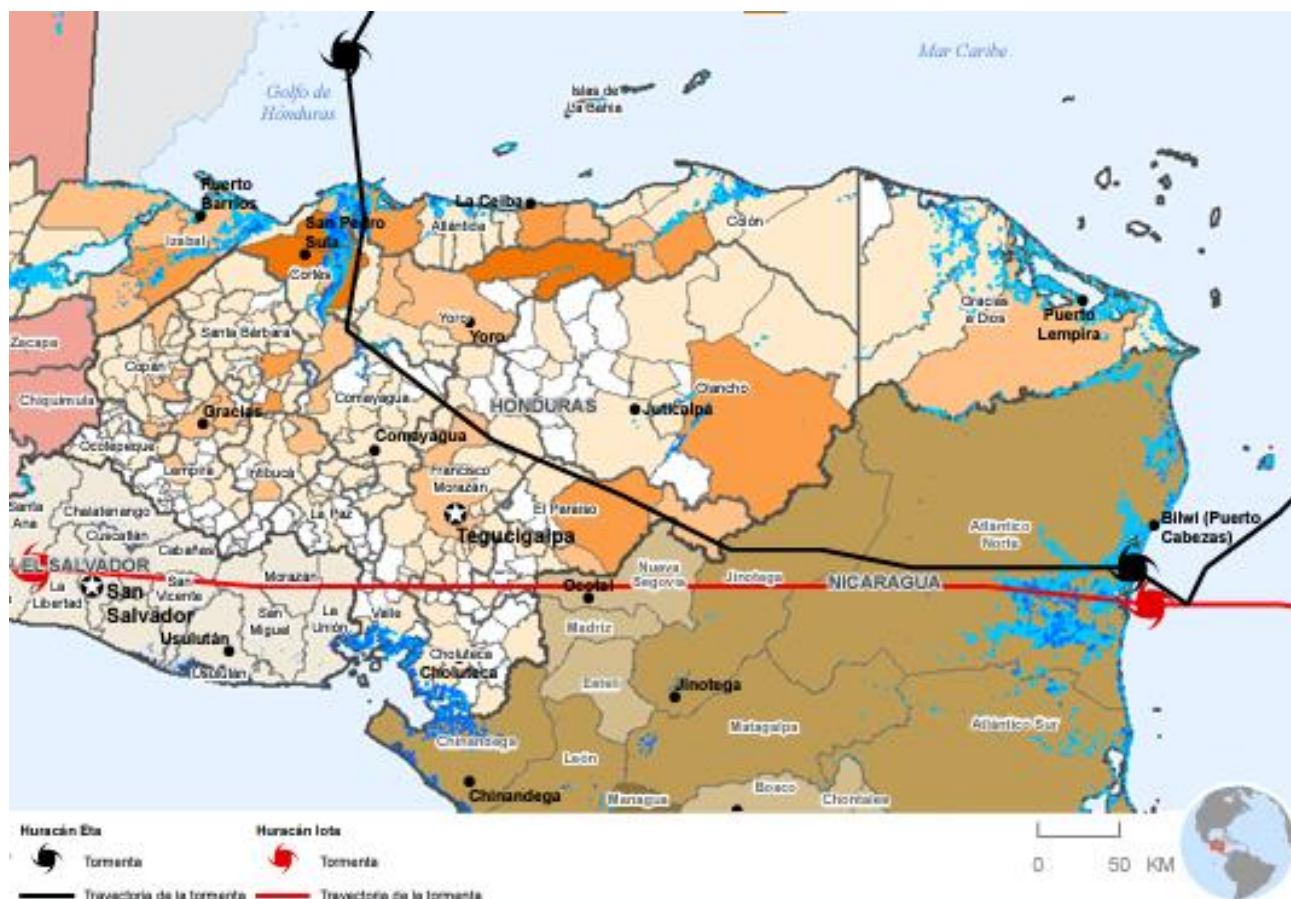 Mar Caribe
Golfo de
Honduras
Islas de
La Bahía
Puerto
Barrios
La Ceiba
San Pedro
Sula
Izabal
Atlántida
Colón
Cortés
Gracias
a Dios
Puerto
Lempira
Yoro
Yoro
Santa Bárbara
Zacapa
Copán
Olancho
Chiquimula
Comayagua
HONDURAS
Juticalpa
Gracias
Ocotepeque
Comayagua
Lempira
Intibucá
Francisco
Morazán
La Paz
El Paraíso
Tegucigalpa
Santa
Ana
Chalatenango
Cuscatlán
Cabañas
Atlántico
Norte
Bilwi (Puerto
Cabezas)
EL SALVADOR
Nueva
Segovia
Jinotega
NICARAGUA
La
Libertad
San
Salvador
San
Vicente
Morazán
Ocotal
San
Miguel
La
Unión
Valle
Madriz
Usulután
Usulután
Choluteca
Choluteca
Estelí
Jinotega
Chinandega
León
Matagalpa
Atlántico Sur
Chinandega
Managua
Boaco
Chontales
Huracán Eta
Huracán Iota
Tormenta
Tormenta
Trayectoria de la tormenta
Trayectoria de la tormenta
0 50 KM